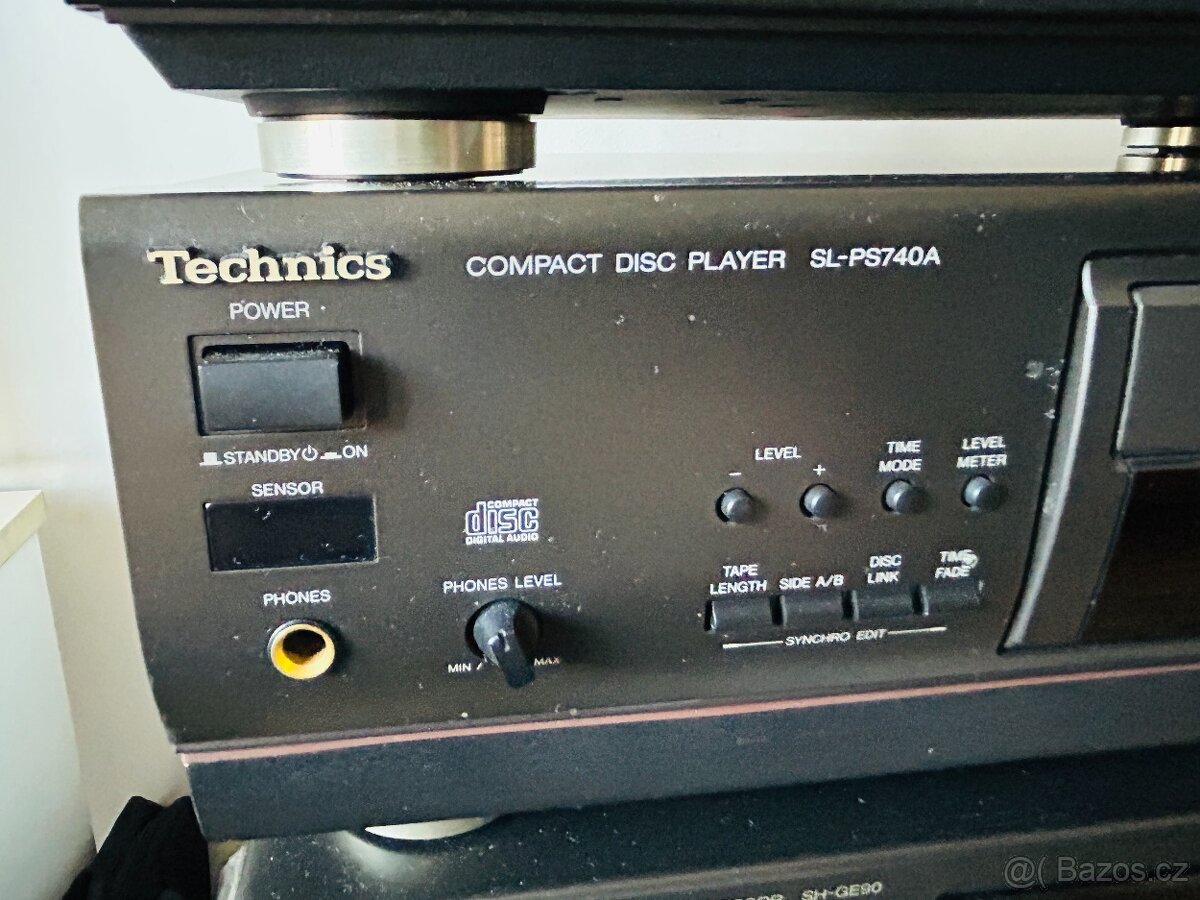 Technics
COMPACT DISC PLAYER SL-PS740A
POWER
STANDBY ON
SENSOR
COMPACT
disc
DIGITAL AUDIO
PHONES
PHONES LEVEL
MIN MAX
LEVEL
- +
TIME
MODE
LEVEL
METER
TAPE
LENGTH
SIDE A/B
DISC
LINK
TIME
FADE
SYNCHRO EDIT
SH-GE90
@( Bazos.cz